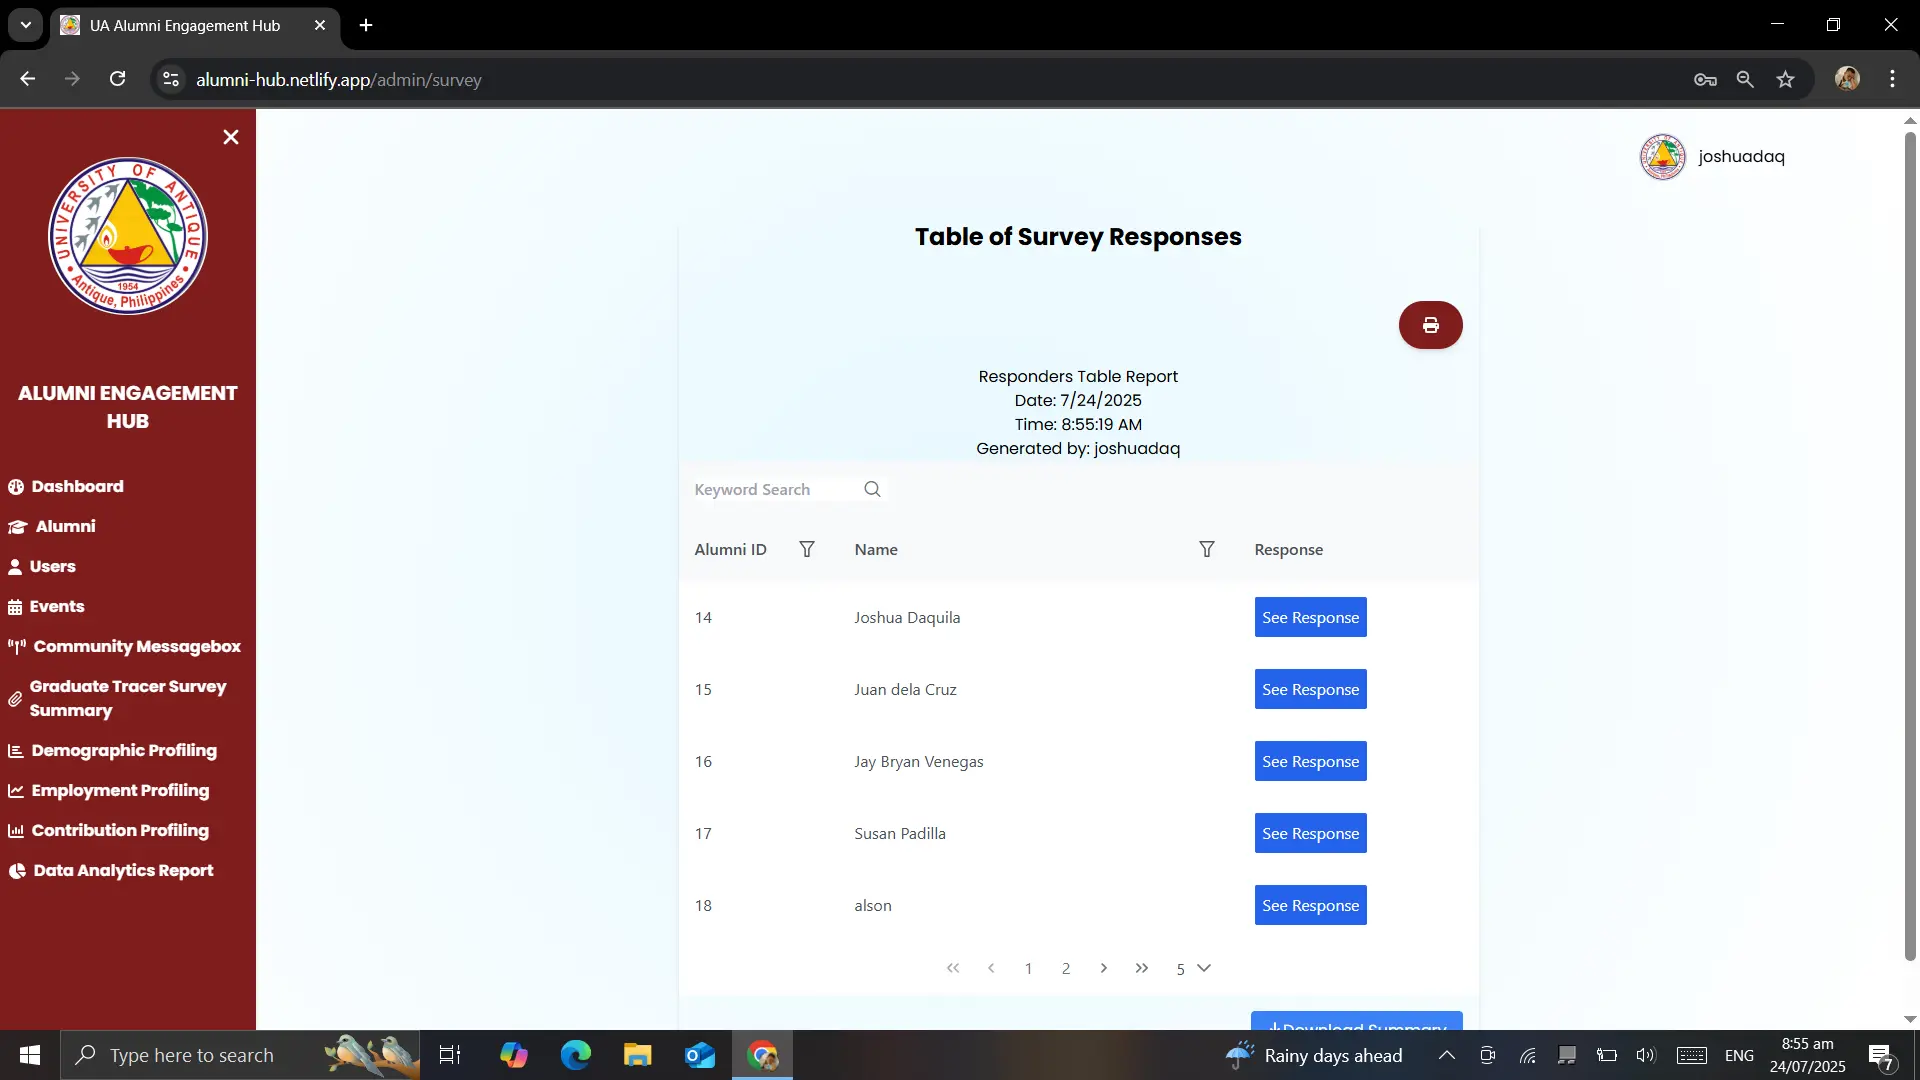 UA Alumni Engagement Hub
alumni-hub.netlify.app/admin/survey
UNIVERSITY OF ANTIQUE
1954
Antique, Philippines
ALUMNI ENGAGEMENT
HUB
Dashboard
Alumni
Users
Events
Community Messagebox
Graduate Tracer Survey
Summary
Demographic Profiling
Employment Profiling
Contribution Profiling
Data Analytics Report
joshuadaq
Table of Survey Responses
Responders Table Report
Date: 7/24/2025
Time: 8:55:19 AM
Generated by: joshuadaq
Keyword Search
Alumni ID Name Response
14 Joshua Daquila See Response
15 Juan dela Cruz See Response
16 Jay Bryan Venegas See Response
17 Susan Padilla See Response
18 alson See Response
« ‹ 1 2 › » 5
Download Summary
Type here to search
Rainy days ahead
ENG
8:55 am
24/07/2025
7